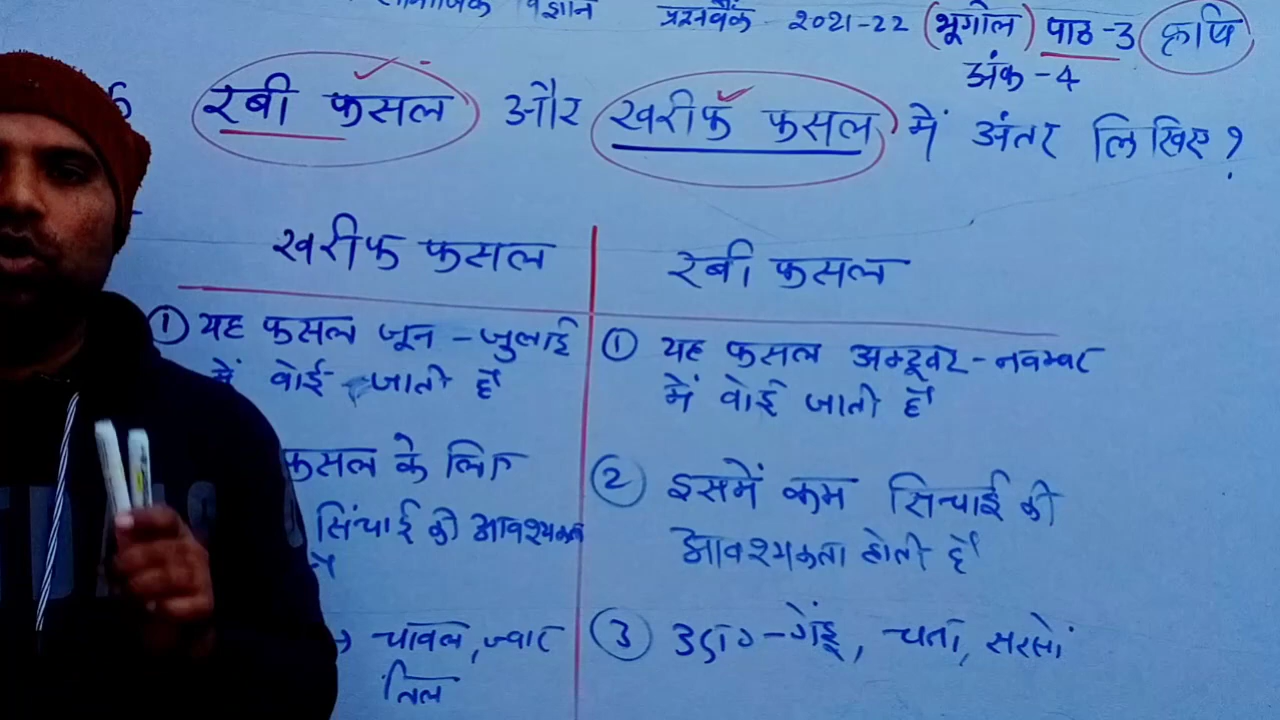 सामाजिक विज्ञान प्रश्नबैंक 2021-22 (भूगोल) पाठ-3 कृषि
अंक-4
रबी फसल और खरीफ फसल में अंतर लिखिए?
खरीफ फसल रबी फसल
① यह फसल जून-जुलाई
में बोई जाती है
फसल के लिए
सिंचाई की आवश्यकता
→ चावल, ज्वार
तिल
① यह फसल अक्टूबर-नवम्बर
में बोई जाती है
② इसमें कम सिंचाई की
आवश्यकता होती है
③ उदा०-गेंहू, चना, सरसों